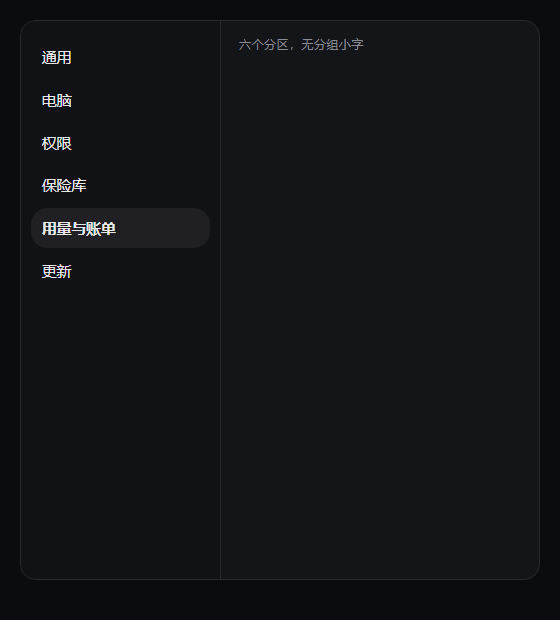 通用
电脑
权限
保险库
用量与账单
更新
六个分区，无分组小字